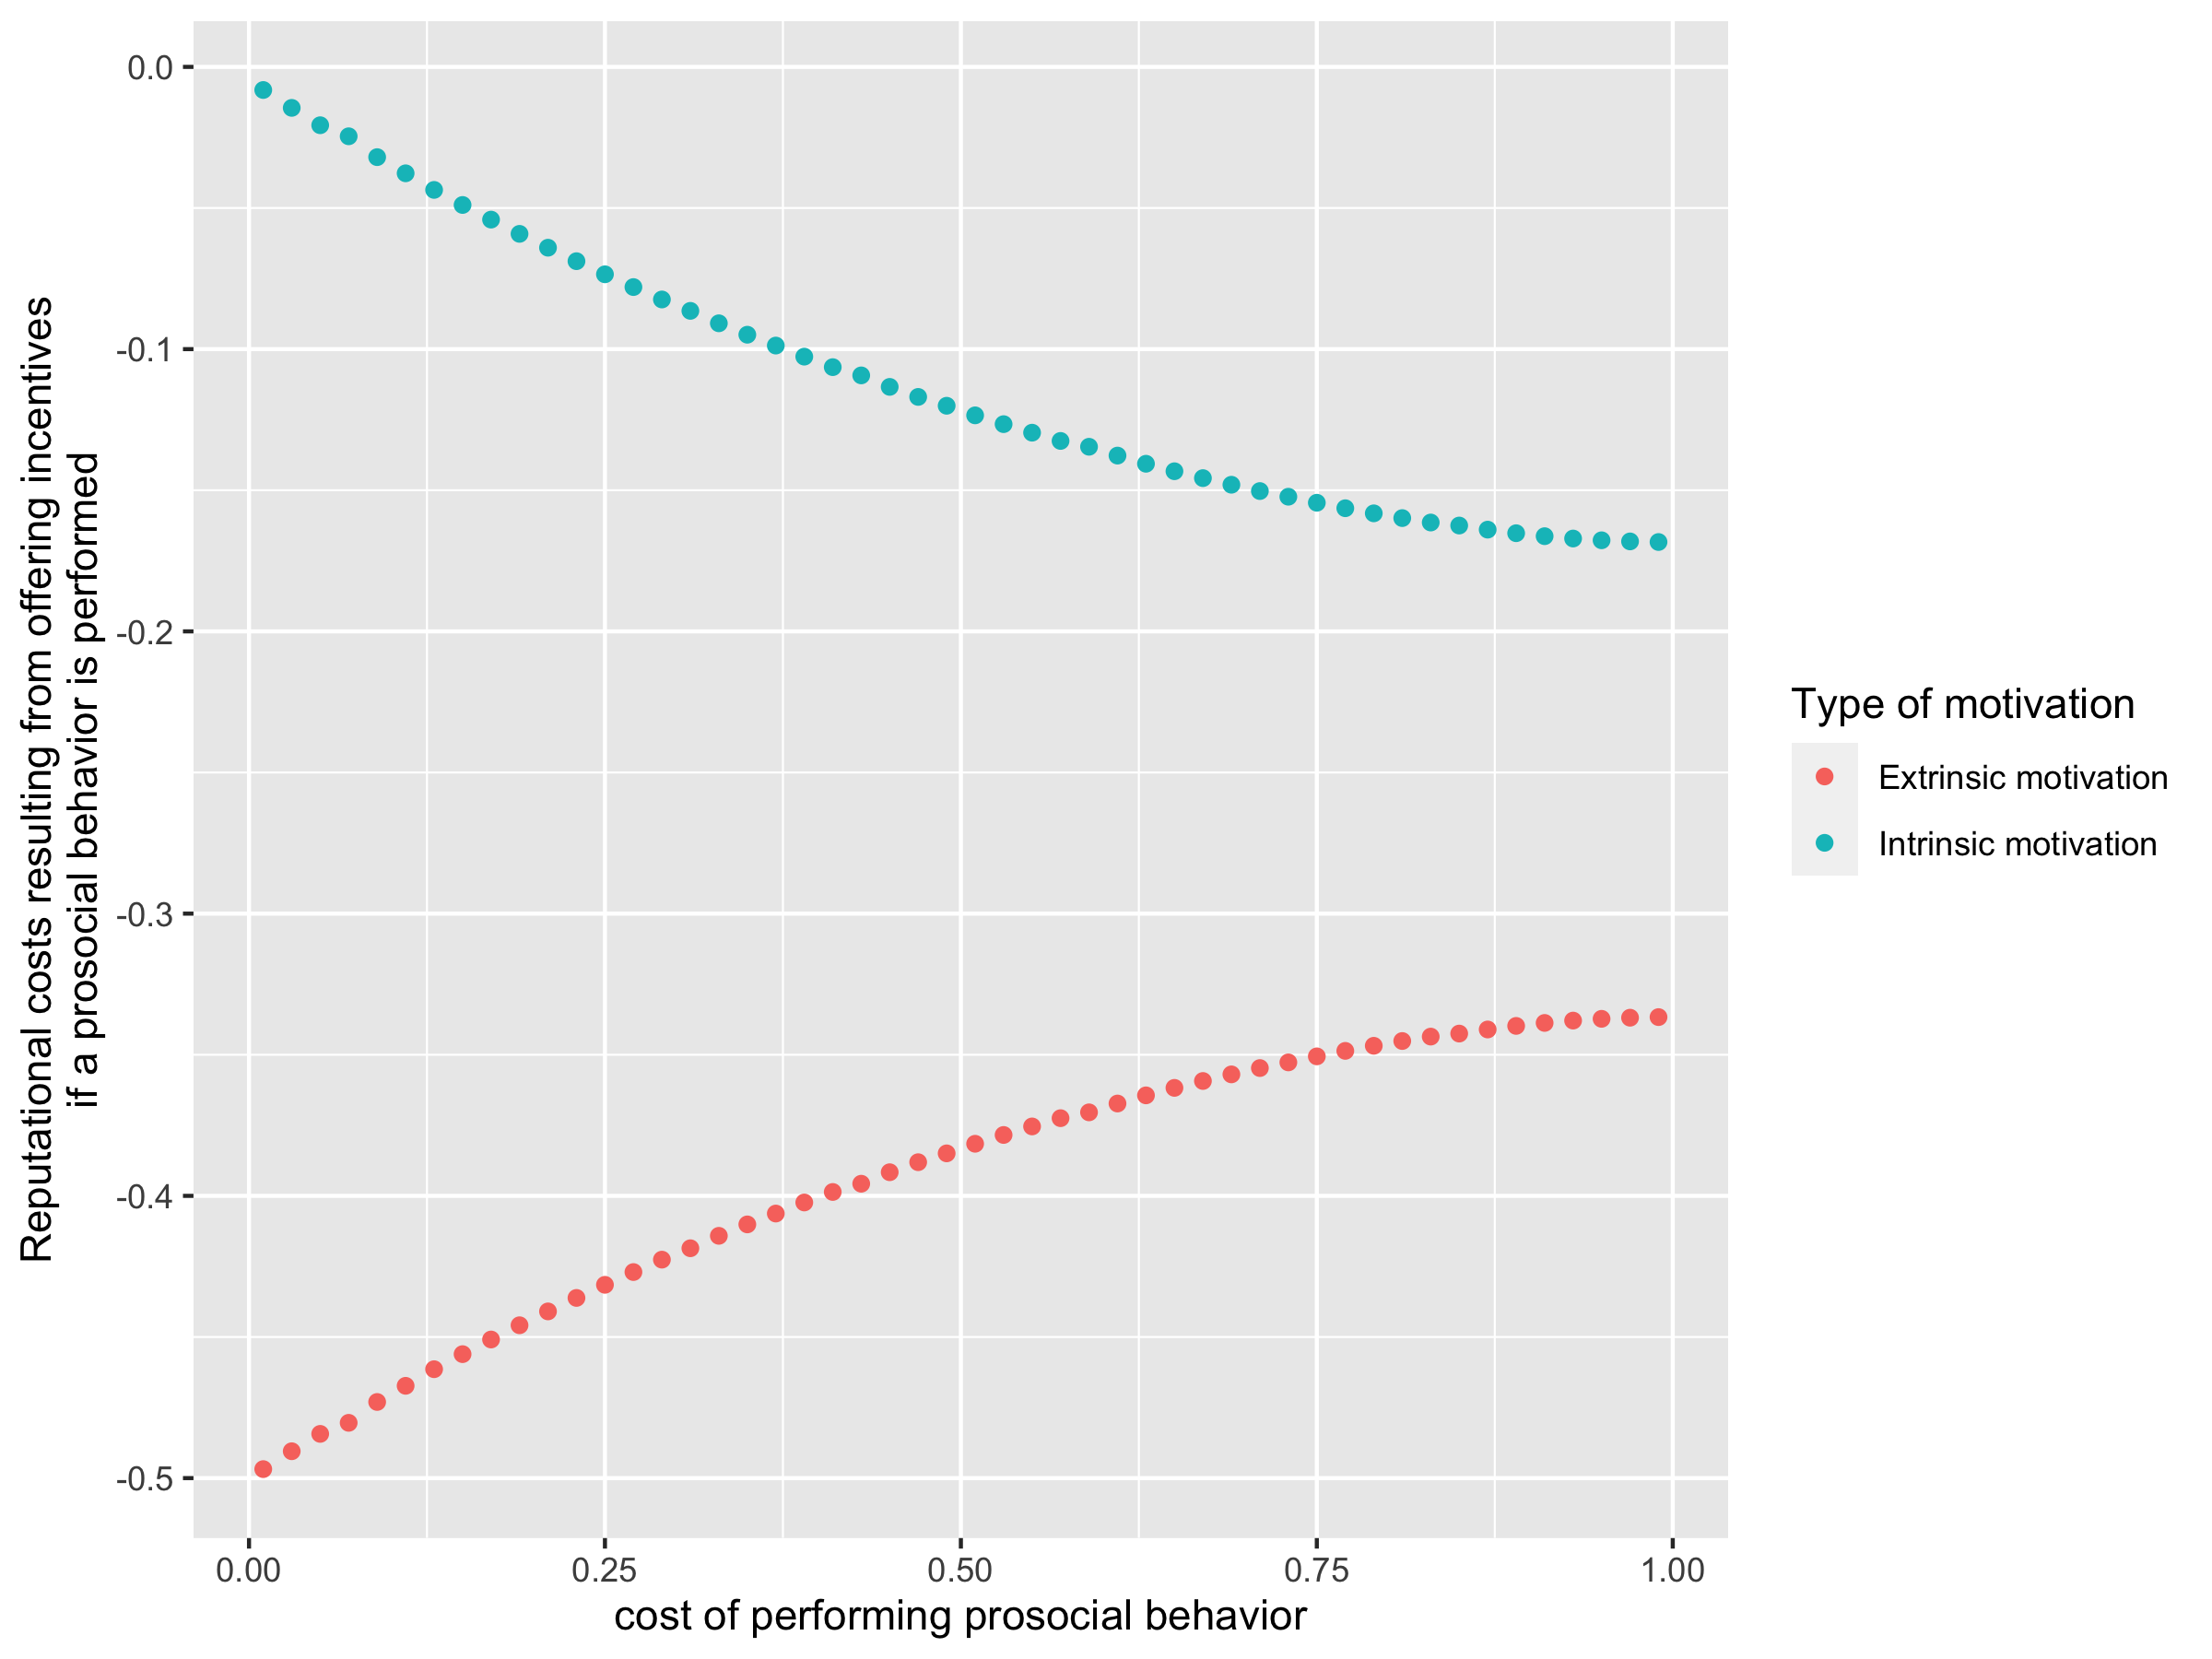 Reputational costs resulting from offering incentives
if a prosocial behavior is performed
0.0
-0.1
-0.2
-0.3
-0.4
-0.5
0.00
0.25
0.50
0.75
1.00
cost of performing prosocial behavior
Type of motivation
Extrinsic motivation
Intrinsic motivation